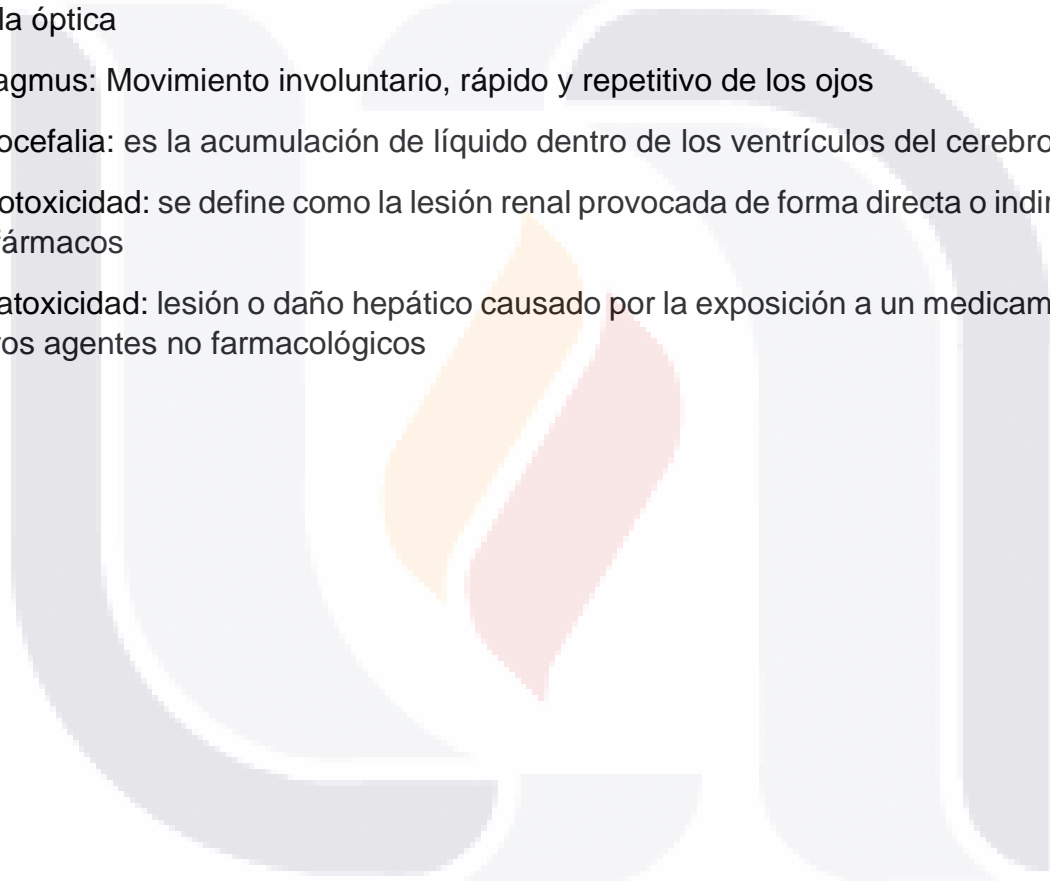 la óptica
agmus: Movimiento involuntario, rápido y repetitivo de los ojos
ocefalia: es la acumulación de líquido dentro de los ventrículos del cerebro
otoxicidad: se define como la lesión renal provocada de forma directa o indir
fármacos
atoxicidad: lesión o daño hepático causado por la exposición a un medicam
ros agentes no farmacológicos